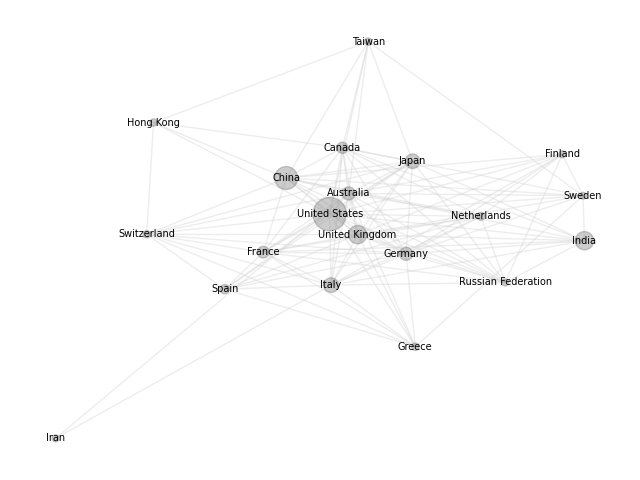 Taiwan
Hong Kong
Canada
Finland
Japan
China
Australia
Sweden
United States
Netherlands
Switzerland
United Kingdom
India
France
Germany
Russian Federation
Spain
Italy
Greece
Iran